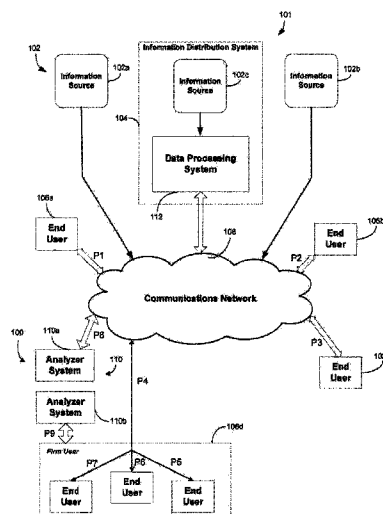 101
102
102a
Information Distribution System
102b
Information
Source
Information
Source
102c
Information
Source
104
Data Processing
System
112
106a
End
User
P1
108
End
User
P2
Communications Network
110a
P8
P3
100
Analyzer
System
110
P4
End
User
Analyzer
System
110b
P9
106d
Firm User
P7
P6
P5
End
User
End
User
End
User